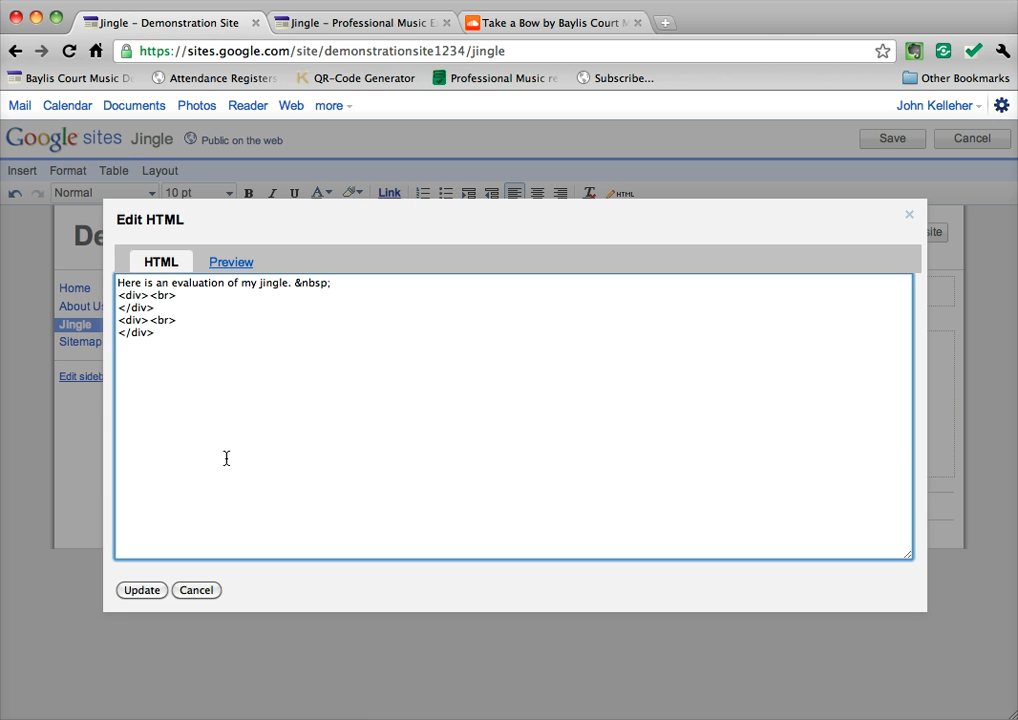 Jingle – Demonstration Site
Jingle – Professional Music E
Take a Bow by Baylis Court M
https://sites.google.com/site/demonstrationsite1234/jingle
Baylis Court Music D
Attendance Registers
QR-Code Generator
Professional Music re
Subscribe...
Other Bookmarks
Mail Calendar Documents Photos Reader Web more
John Kelleher
Google sites Jingle Public on the web
Save Cancel
Insert Format Table Layout
Normal 10 pt B I U A Link T HTML
Edit HTML
De
site
HTML Preview
Here is an evaluation of my jingle. &nbsp;
Home
<div><br>
About Us
</div>
Jingle
<div><br>
</div>
Sitemap
Edit sideb
Update Cancel